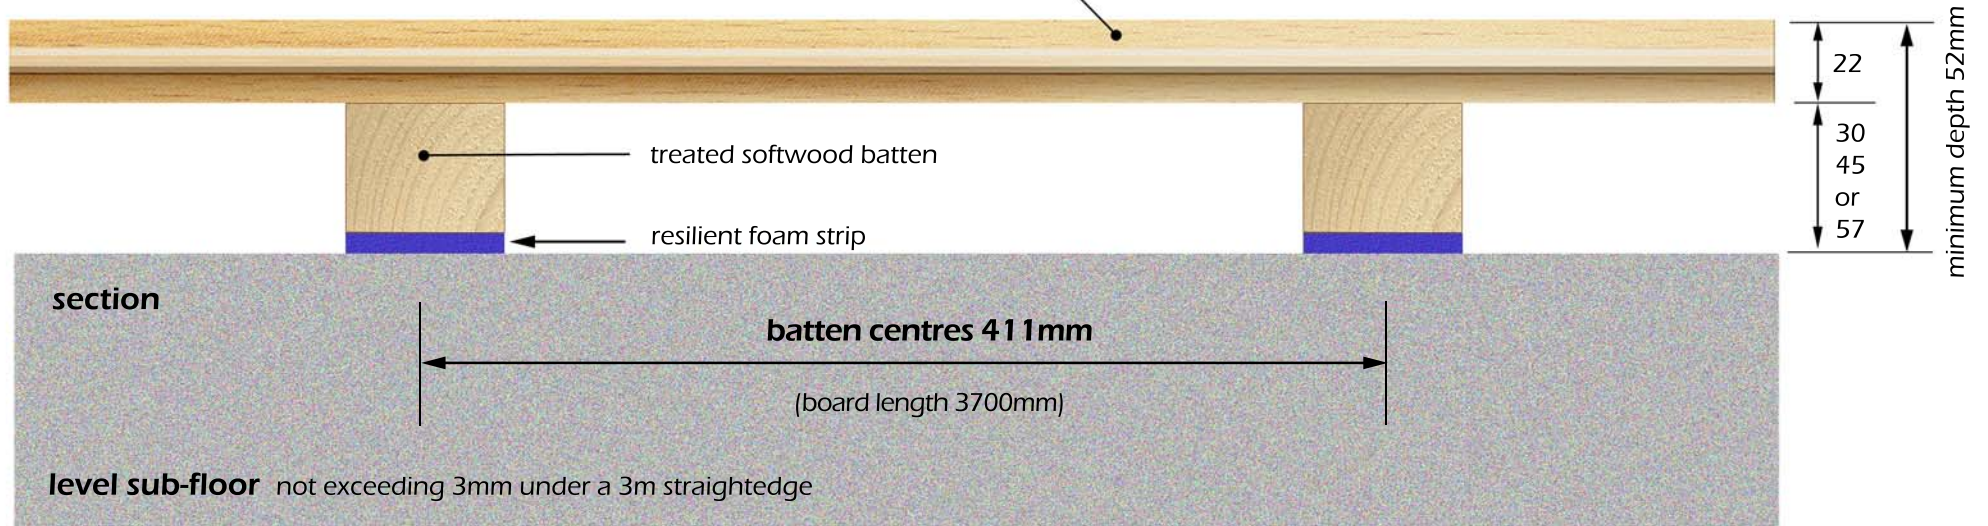 22
30
45
or
57
minimum depth 52mm
treated softwood batten
resilient foam strip
section
batten centres 411mm
(board length 3700mm)
level sub-floor not exceeding 3mm under a 3m straightedge